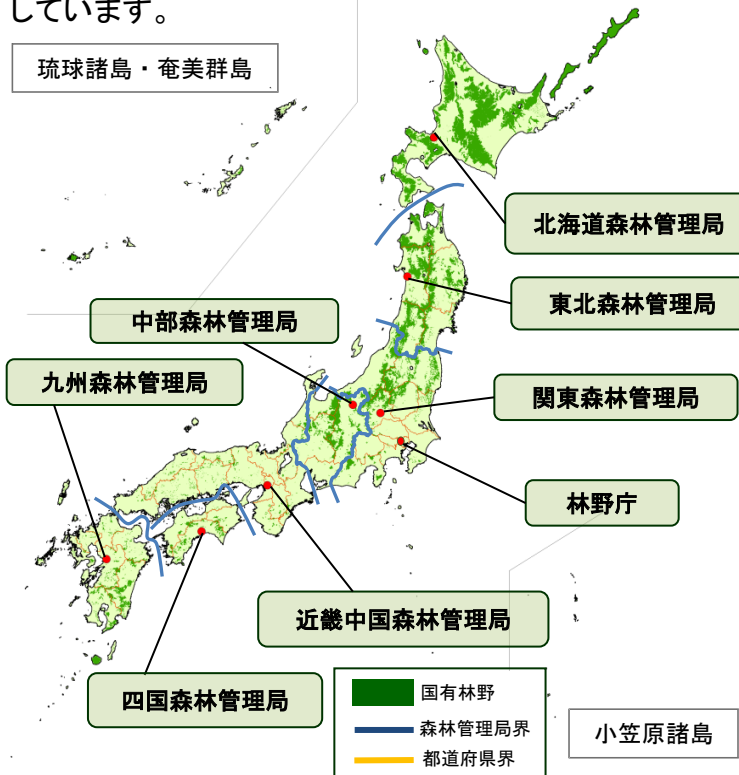 しています。
琉球諸島・奄美群島
北海道森林管理局
東北森林管理局
中部森林管理局
九州森林管理局
関東森林管理局
林野庁
近畿中国森林管理局
四国森林管理局
国有林野
森林管理局界
都道府県界
小笠原諸島